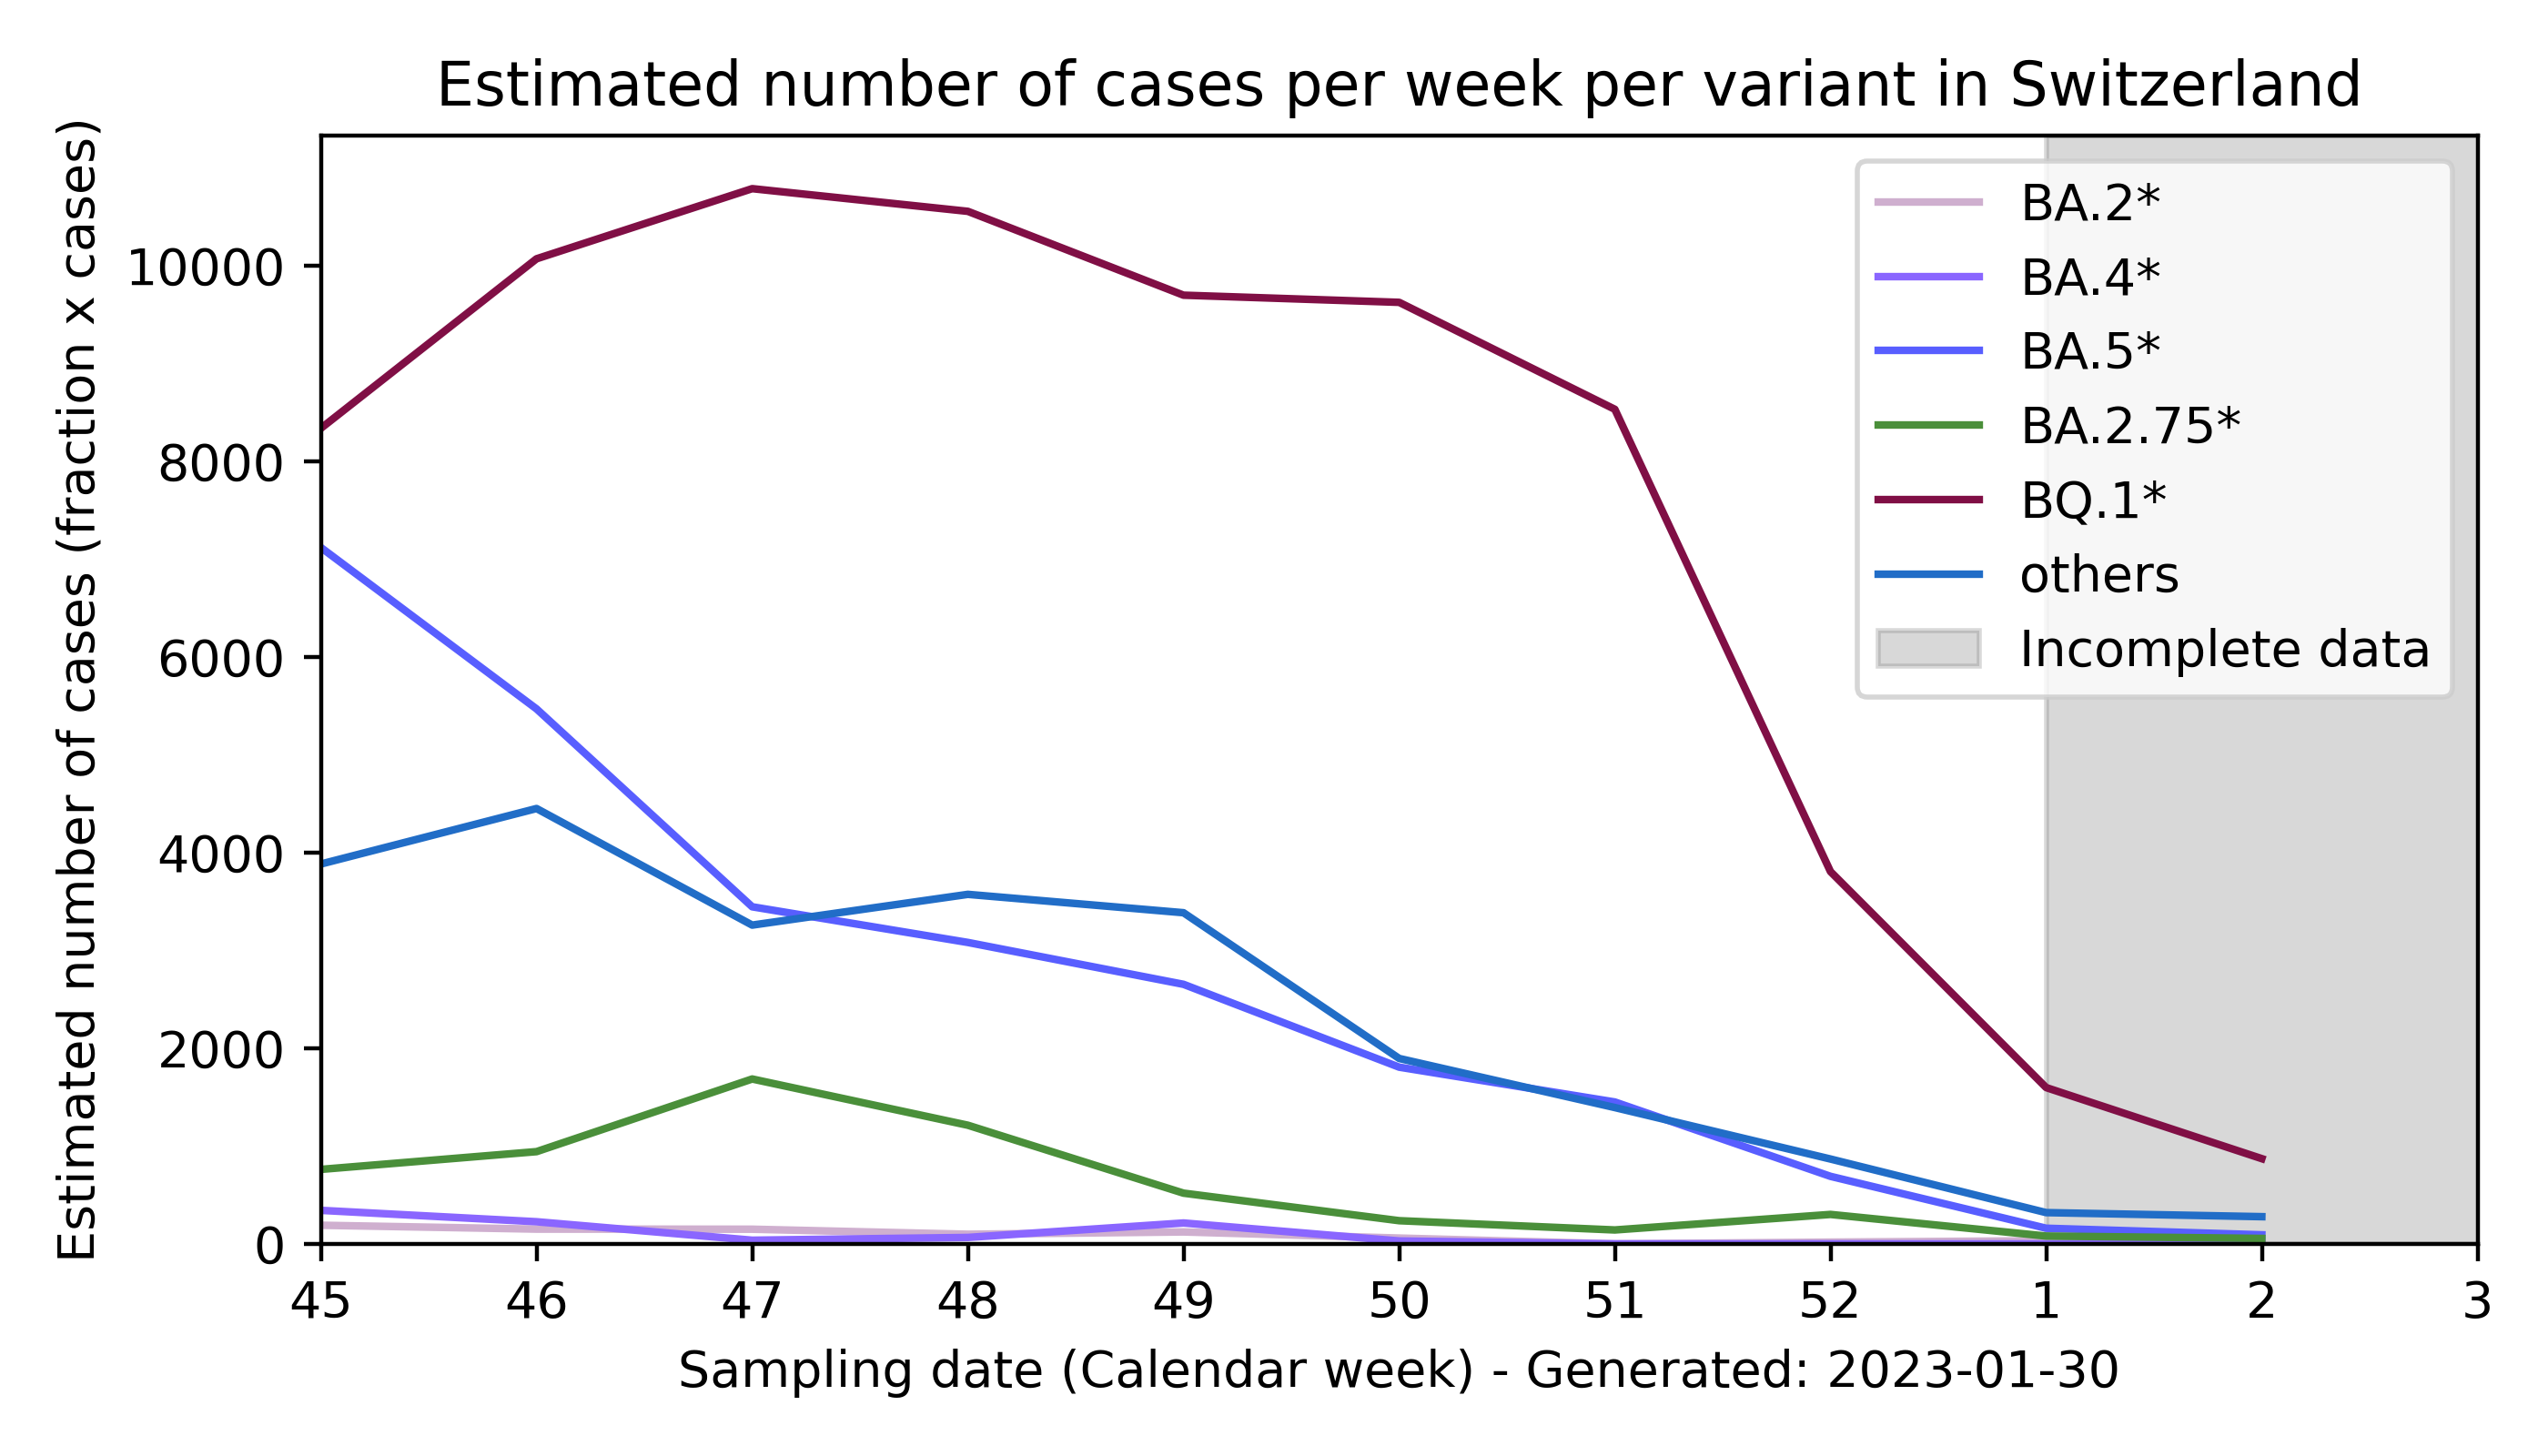 Estimated number of cases per week per variant in Switzerland
Estimated number of cases (fraction x cases)
10000
8000
6000
4000
2000
0
BA.2*
BA.4*
BA.5*
BA.2.75*
BQ.1*
others
Incomplete data
45 46 47 48 49 50 51 52 1 2 3
Sampling date (Calendar week) - Generated: 2023-01-30